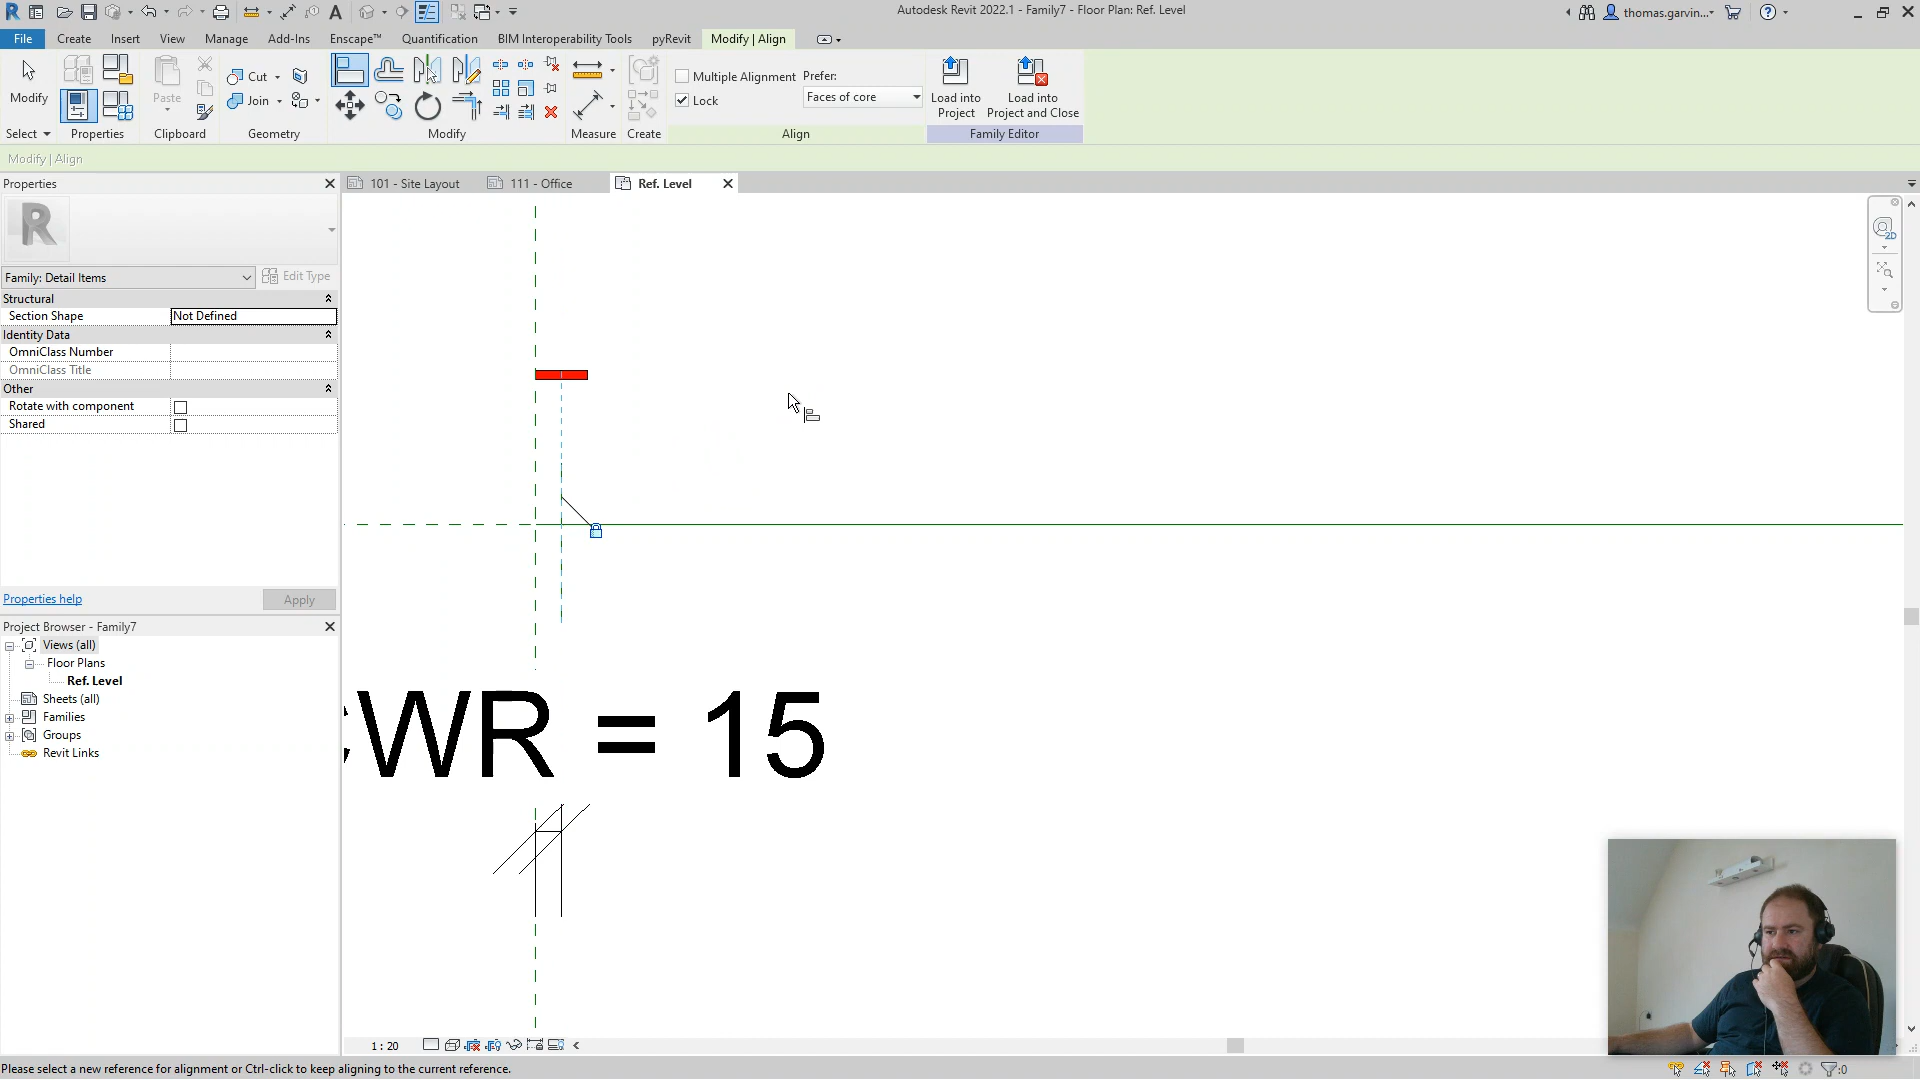 Autodesk Revit 2022.1 - Family7 - Floor Plan: Ref. Level
thomas.garvin...
File Create Insert View Manage Add-Ins Enscape™ Quantification BIM Interoperability Tools pyRevit Modify | Align
Modify
Paste
Cut
Join
Multiple Alignment
Prefer:
Lock
Faces of core
Load into
Project
Load into
Project and Close
Select Properties Clipboard Geometry Modify Measure Create Align Family Editor
Modify | Align
Properties
101 - Site Layout
111 - Office
Ref. Level
R
Family: Detail Items
Edit Type
Structural
Section Shape Not Defined
Identity Data
OmniClass Number
OmniClass Title
Other
Rotate with component
Shared
Properties help
Apply
Project Browser - Family7
Views (all)
Floor Plans
Ref. Level
Sheets (all)
Families
Groups
Revit Links
WR = 15
2D
1 : 20
Please select a new reference for alignment or Ctrl-click to keep aligning to the current reference.
:0